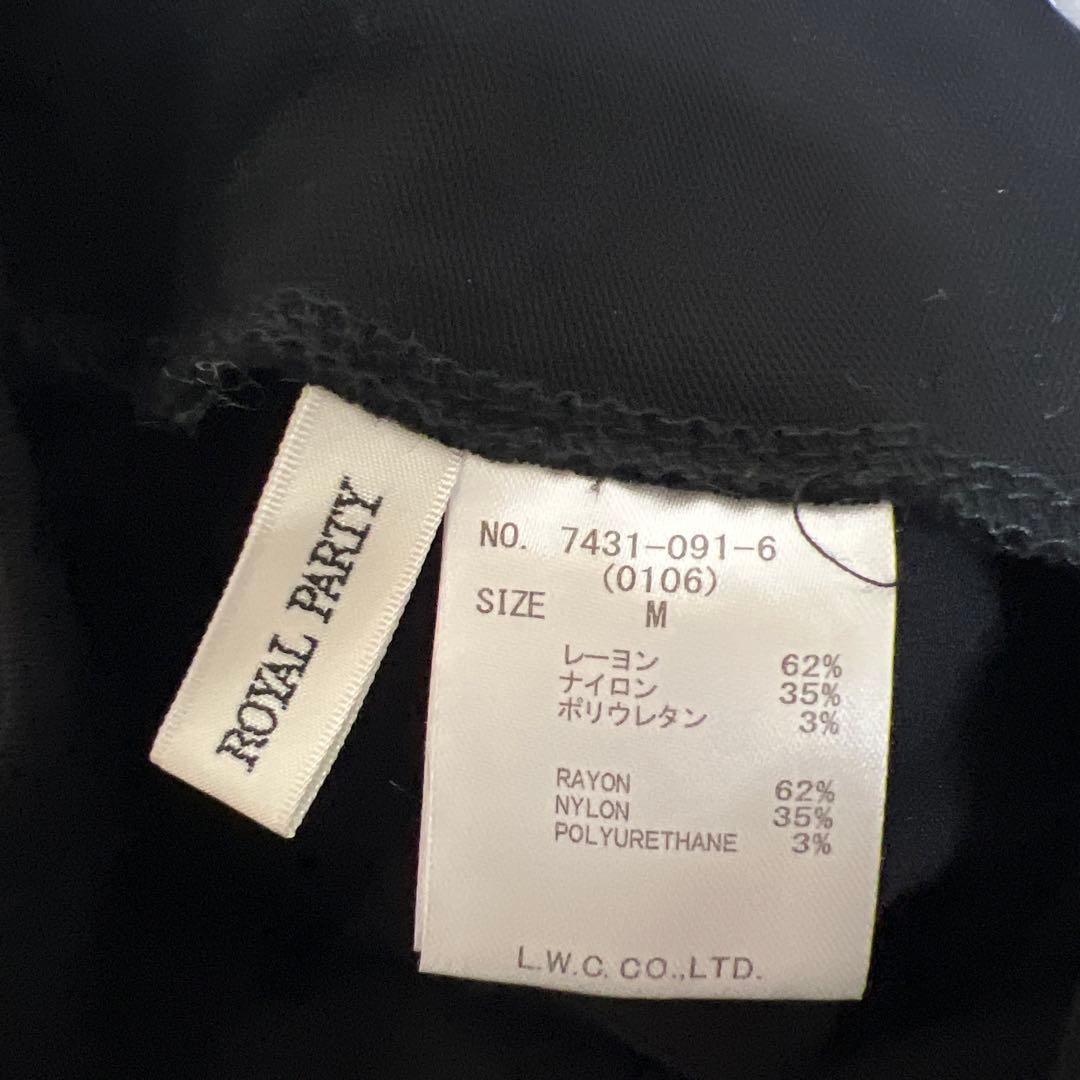 ROYAL PARTY
NO. 7431-091-6
(0106)
SIZE M
レーヨン 62%
ナイロン 35%
ポリウレタン 3%
RAYON 62%
NYLON 35%
POLYURETHANE 3%
L.W.C. CO.,LTD.